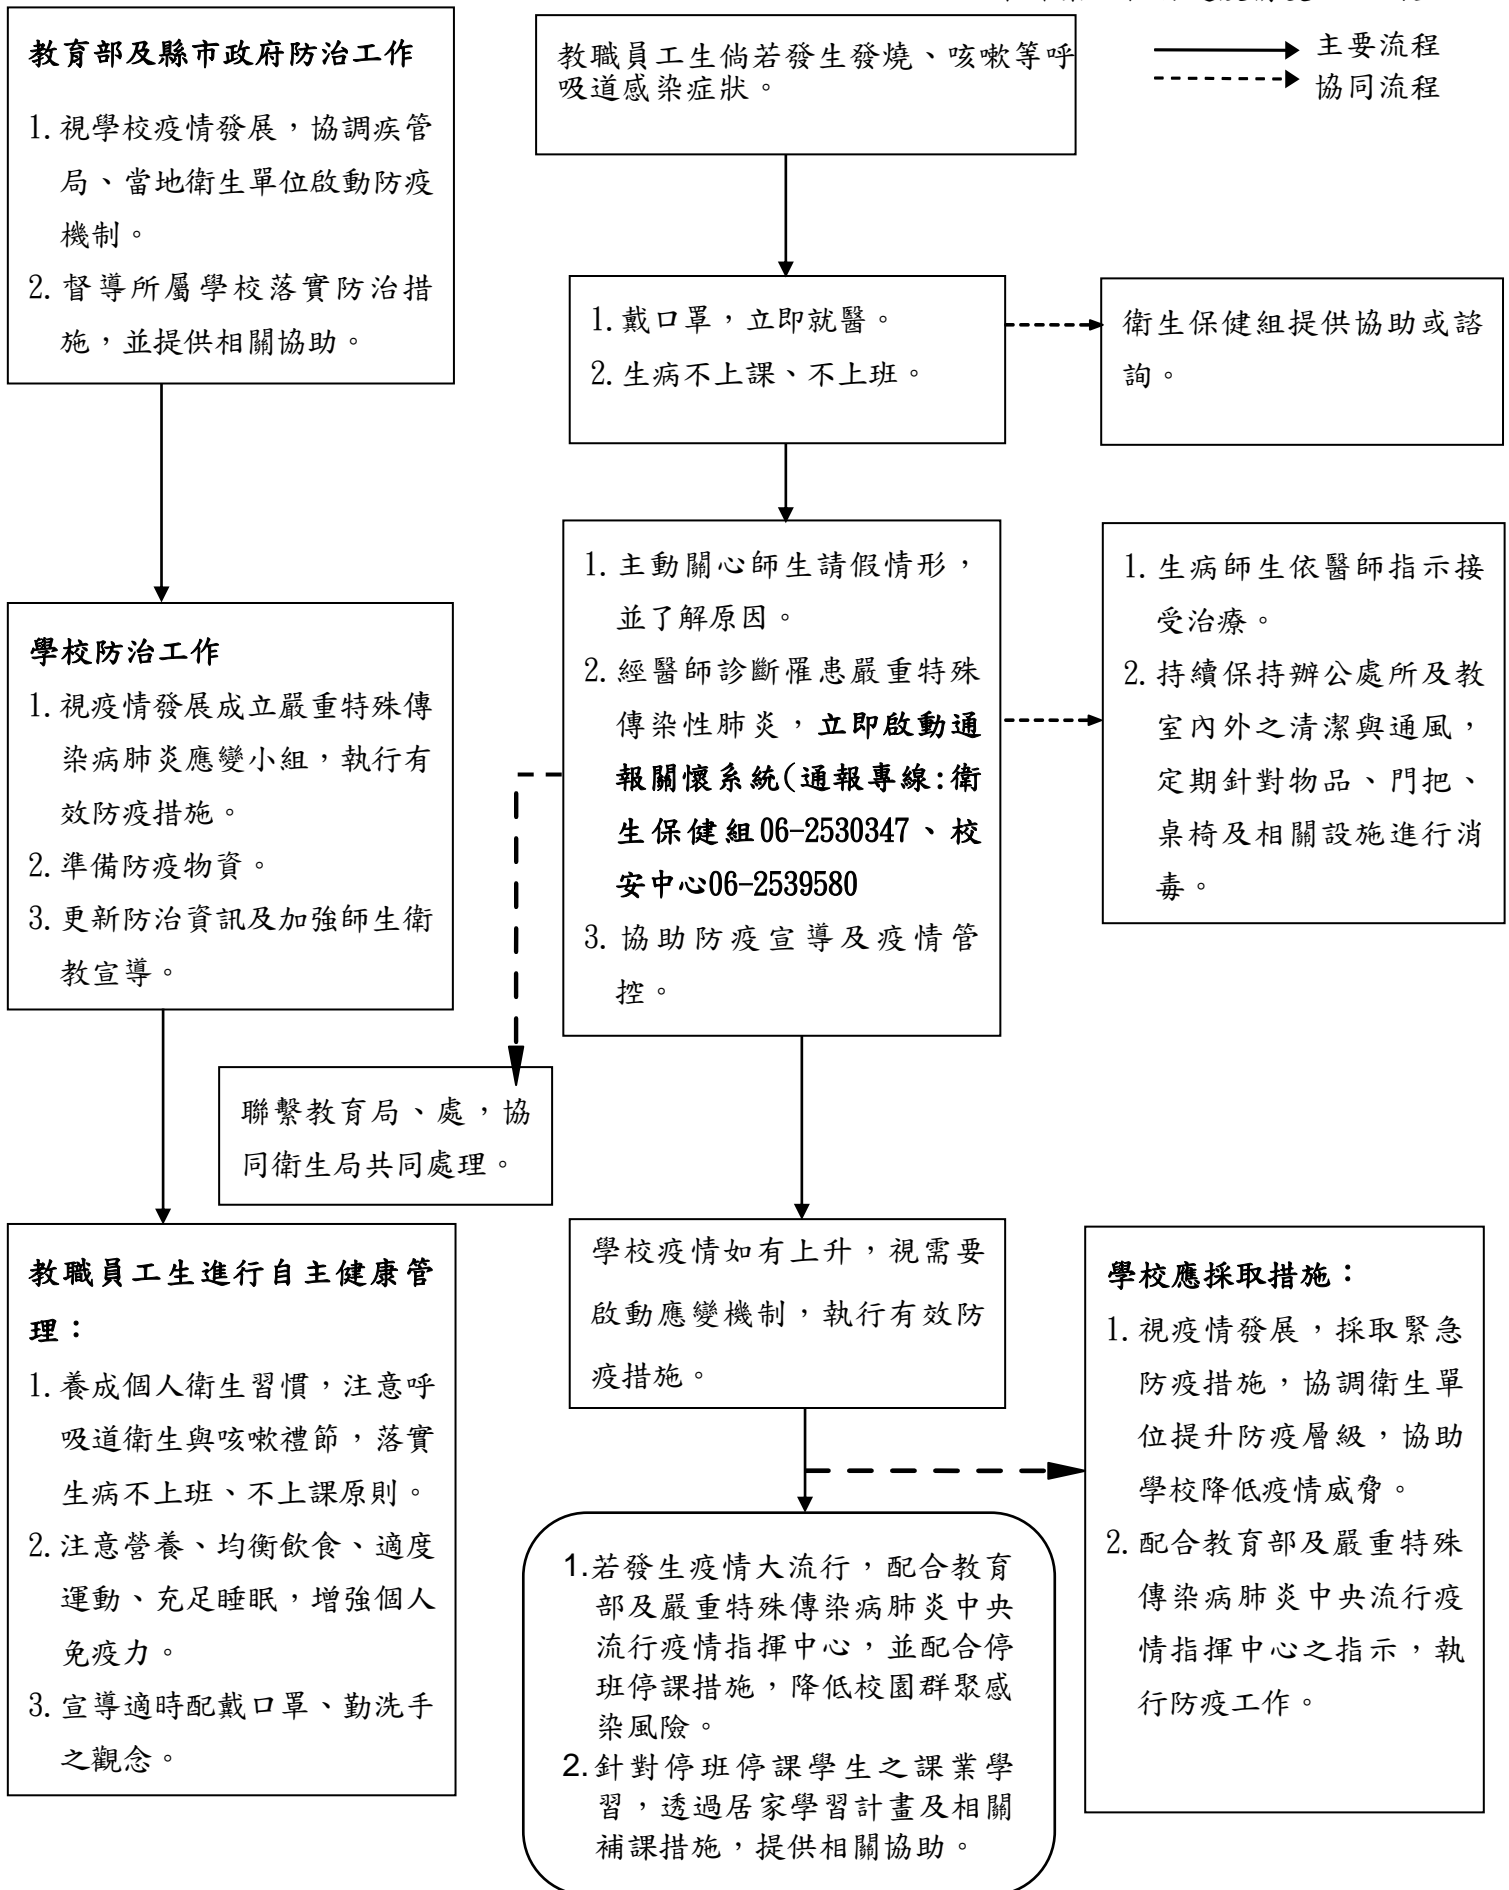 教育部及縣市政府防治工作
1.視學校疫情發展，協調疾管
局、當地衛生單位啟動防疫
機制。
2.督導所屬學校落實防治措
施，並提供相關協助。
教職員工生倘若發生發燒、咳嗽等呼
吸道感染症狀。
主要流程
協同流程
1.戴口罩，立即就醫。
2.生病不上課、不上班。
衛生保健組提供協助或諮
詢。
學校防治工作
1.視疫情發展成立嚴重特殊傳
染病肺炎應變小組，執行有
效防疫措施。
2.準備防疫物資。
3.更新防治資訊及加強師生衛
教宣導。
1.主動關心師生請假情形，
並了解原因。
2.經醫師診斷罹患嚴重特殊
傳染性肺炎，立即啟動通
報關懷系統(通報專線:衛
生保健組06-2530347、校
安中心06-2539580
3.協助防疫宣導及疫情管
控。
1.生病師生依醫師指示接
受治療。
2.持續保持辦公處所及教
室內外之清潔與通風，
定期針對物品、門把、
桌椅及相關設施進行消
毒。
聯繫教育局、處，協
同衛生局共同處理。
教職員工生進行自主健康管
理：
1.養成個人衛生習慣，注意呼
吸道衛生與咳嗽禮節，落實
生病不上班、不上課原則。
2.注意營養、均衡飲食、適度
運動、充足睡眠，增強個人
免疫力。
3.宣導適時配戴口罩、勤洗手
之觀念。
學校疫情如有上升，視需要
啟動應變機制，執行有效防
疫措施。
學校應採取措施：
1.視疫情發展，採取緊急
防疫措施，協調衛生單
位提升防疫層級，協助
學校降低疫情威脅。
2.配合教育部及嚴重特殊
傳染病肺炎中央流行疫
情指揮中心之指示，執
行防疫工作。
1.若發生疫情大流行，配合教育
部及嚴重特殊傳染病肺炎中央
流行疫情指揮中心，並配合停
班停課措施，降低校園群聚感
染風險。
2.針對停班停課學生之課業學
習，透過居家學習計畫及相關
補課措施，提供相關協助。